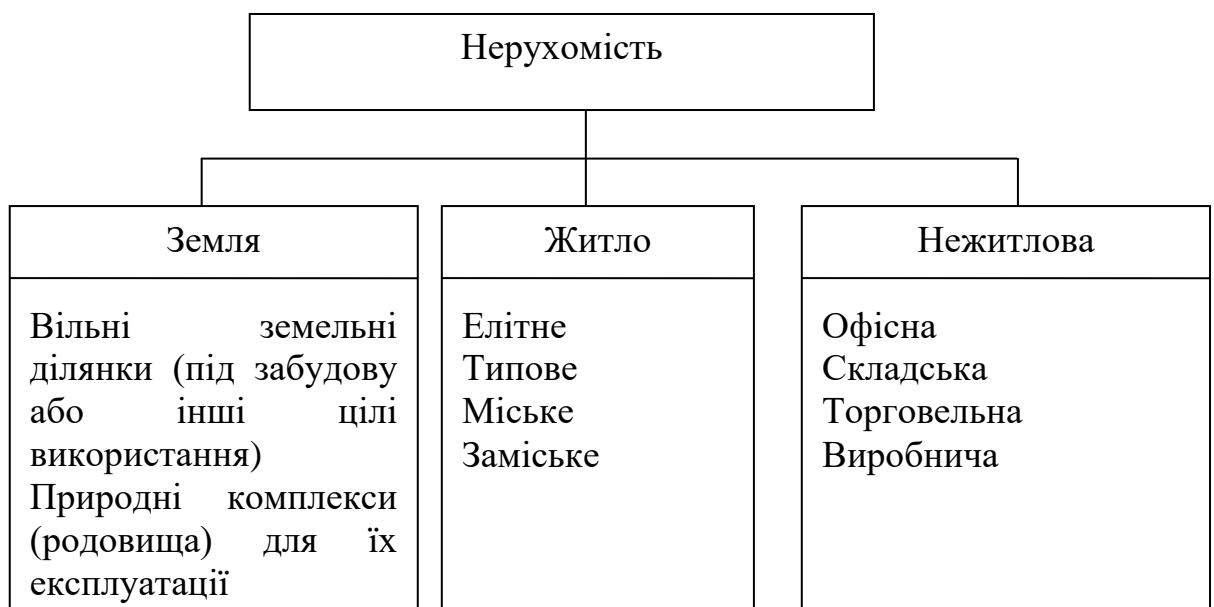 Нерухомість
Земля
Вільні земельні
ділянки (під забудову
або інші цілі
використання)
Природні комплекси
(родовища) для їх
експлуатації
Житло
Елітне
Типове
Міське
Заміське
Нежитлова
Офісна
Складська
Торговельна
Виробнича